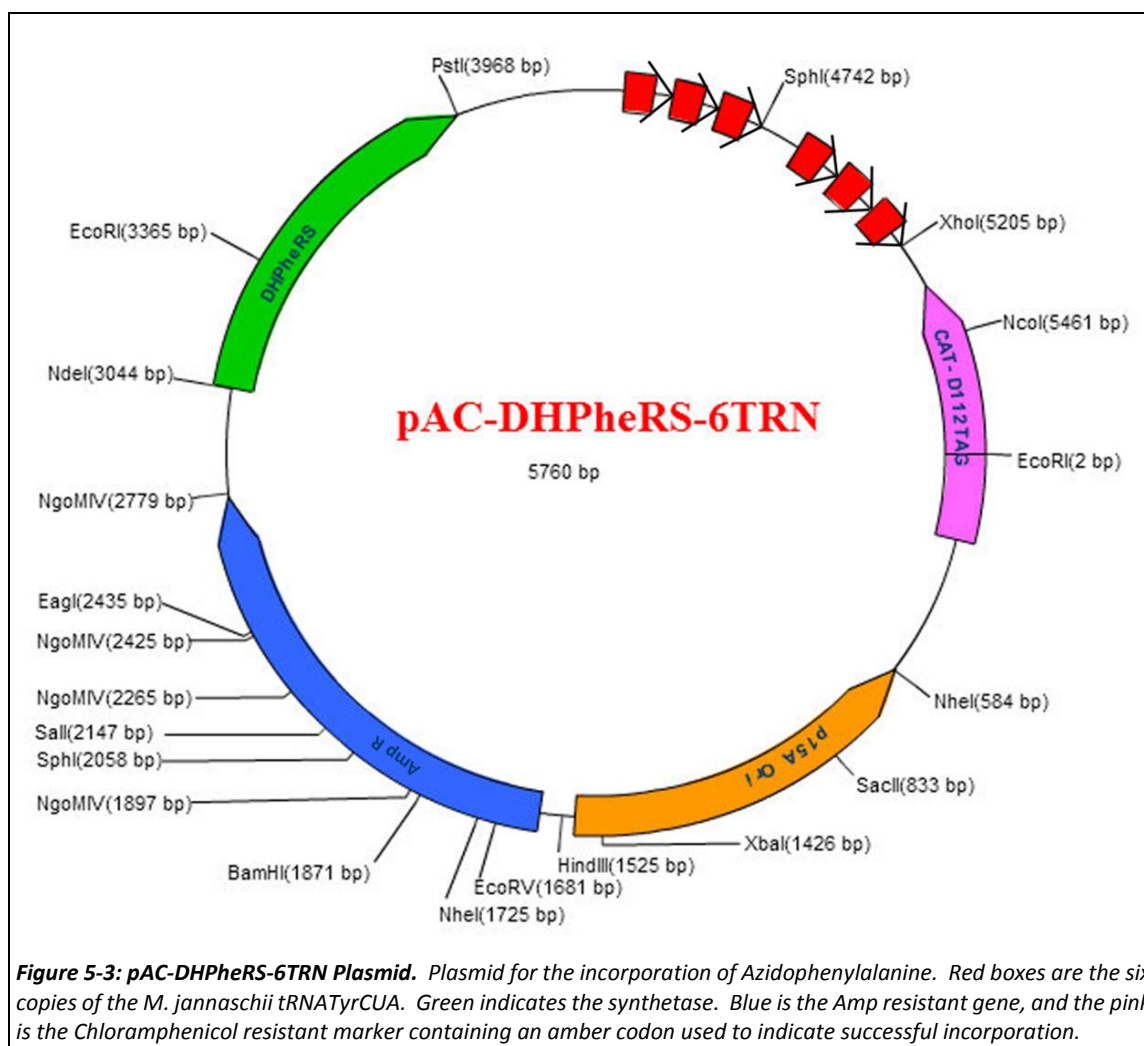 PstI(3968 bp)
SphI(4742 bp)
EcoRI(3365 bp)
DHPheRS
XhoI(5205 bp)
NcoI(5461 bp)
CAT-D112TAG
NdeI(3044 bp)
pAC-DHPheRS-6TRN
5760 bp
EcoRI(2 bp)
NgoMIV(2779 bp)
EagI(2435 bp)
NgoMIV(2425 bp)
NgoMIV(2265 bp)
SalI(2147 bp)
SphI(2058 bp)
NgoMIV(1897 bp)
Amp R
BamHI(1871 bp)
NheI(1725 bp)
EcoRV(1681 bp)
HindIII(1525 bp)
XbaI(1426 bp)
SacII(833 bp)
p15A Ori
NheI(584 bp)
Figure 5-3: pAC-DHPheRS-6TRN Plasmid. Plasmid for the incorporation of Azidophenylalanine. Red boxes are the six
copies of the M. jannaschii tRNATyrCUA. Green indicates the synthetase. Blue is the Amp resistant gene, and the pink
is the Chloramphenicol resistant marker containing an amber codon used to indicate successful incorporation.